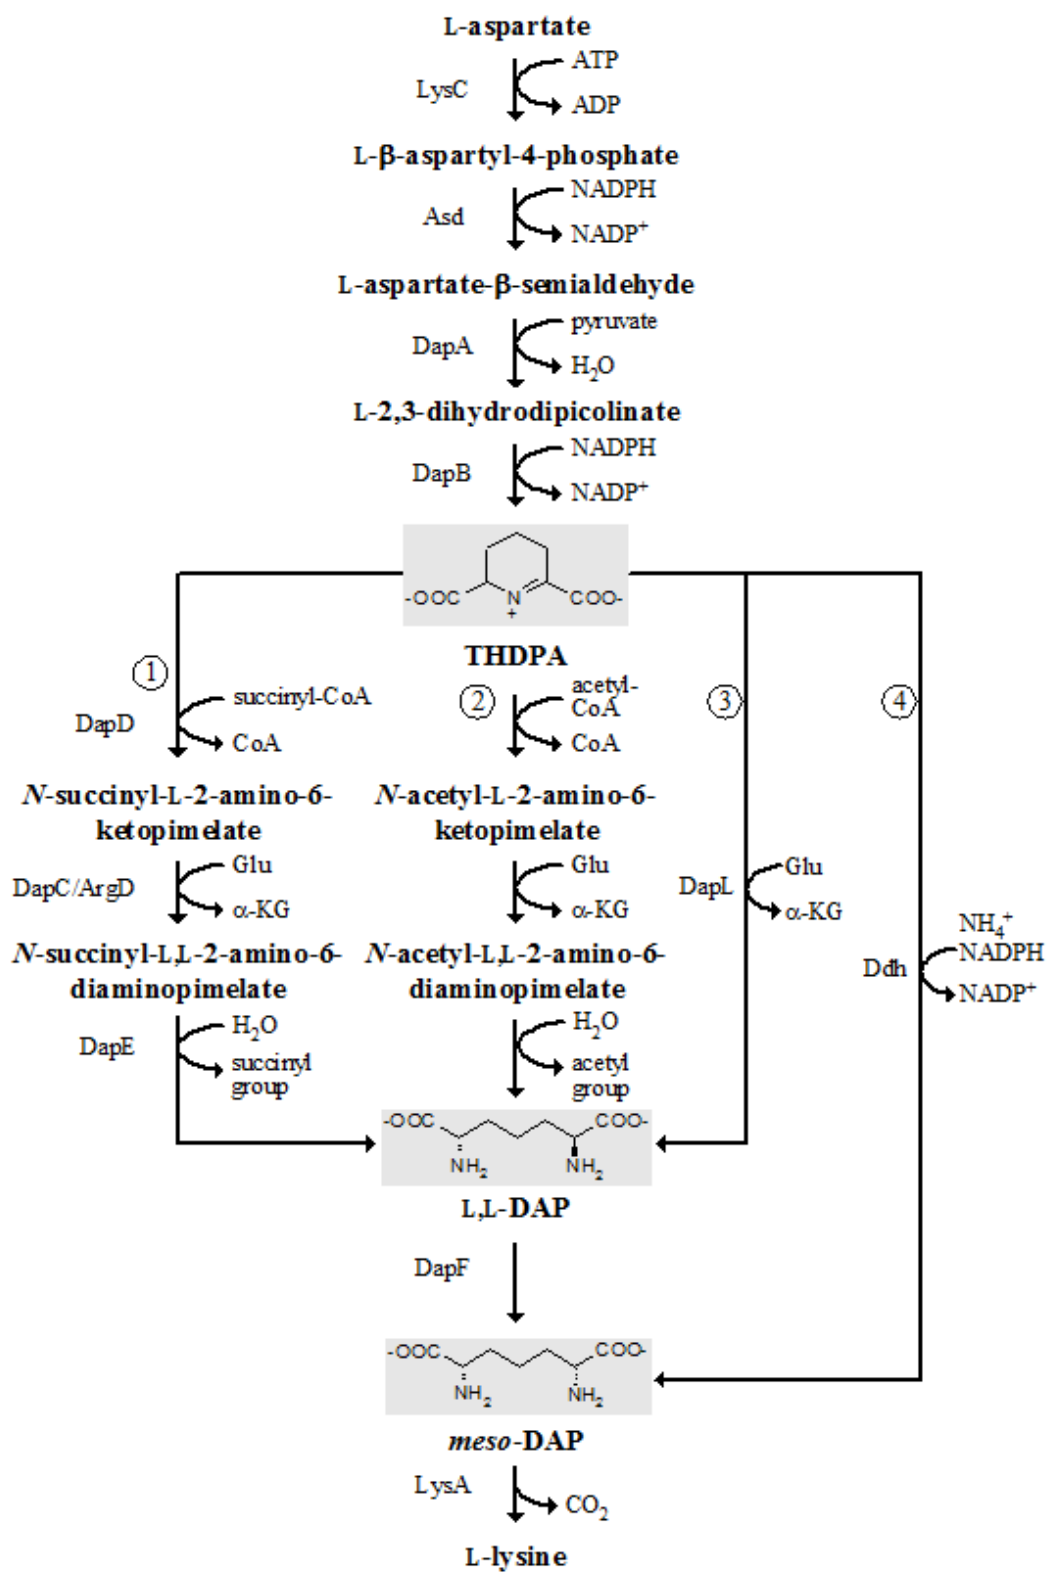 L-aspartate
ATP
LysC
ADP
L-β-aspartyl-4-phosphate
NADPH
Asd
NADP⁺
L-aspartate-β-semialdehyde
pyruvate
DapA
H₂O
L-2,3-dihydrodipicolinate
NADPH
DapB
NADP⁺
-OOC
N
+
COO-
THDPA
1
2
3
4
succinyl-CoA
DapD
CoA
acetyl-
CoA
CoA
N-succinyl-L-2-amino-6-
ketopimelate
N-acetyl-L-2-amino-6-
ketopimelate
Glu
DapC/ArgD
α-KG
Glu
α-KG
DapL
Glu
α-KG
N-succinyl-L,L-2-amino-6-
diaminopimelate
N-acetyl-L,L-2-amino-6-
diaminopimelate
Ddh
NH₄⁺
NADPH
NADP⁺
H₂O
DapE
succinyl
group
H₂O
acetyl
group
-OOC
COO-
NH₂
NH₂
L,L-DAP
DapF
-OOC
COO-
NH₂
NH₂
meso-DAP
LysA
CO₂
L-lysine